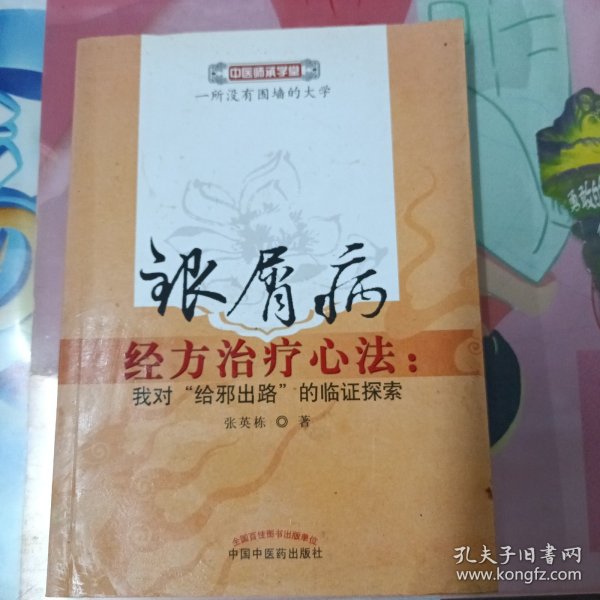 中医师承学堂
一所没有围墙的大学
银屑病
经方治疗心法：
我对“给邪出路”的临证探索
张英栋 ◎ 著
全国百佳图书出版单位
中国中医药出版社
勇敢的
孔夫子旧书网
www.kongfz.com